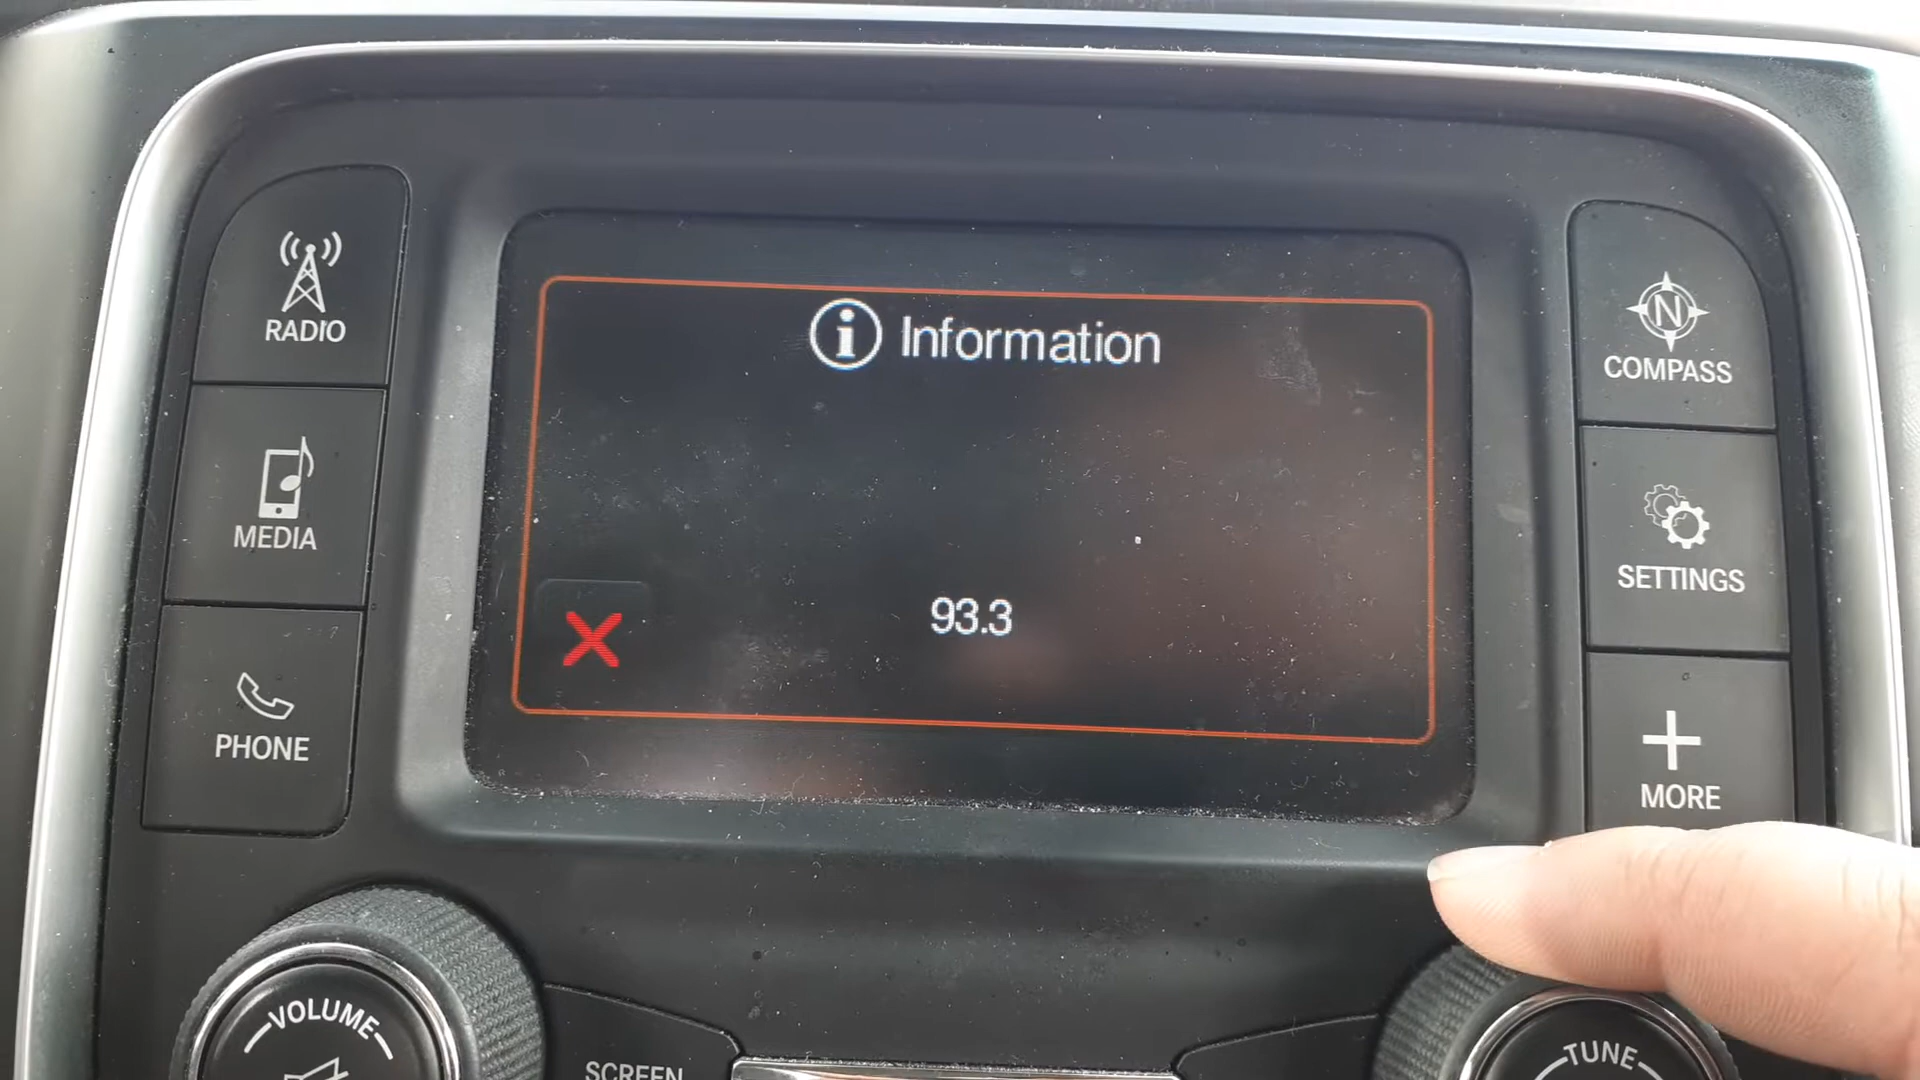 RADIO
MEDIA
PHONE
Information
93.3
N
COMPASS
SETTINGS
MORE
VOLUME
SCREEN
TUNE